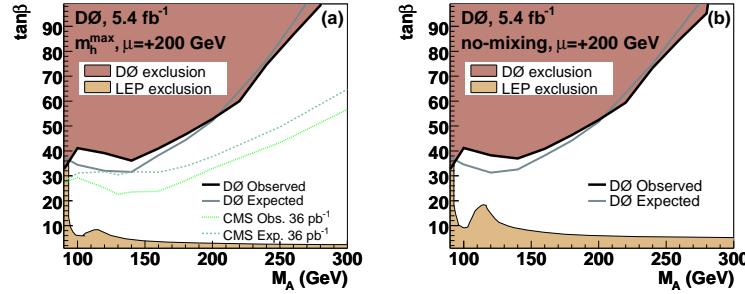 tanβ
90
80
70
60
50
40
30
20
10
DØ, 5.4 fb⁻¹
(a)
m_h^max, μ=+200 GeV
DØ exclusion
LEP exclusion
DØ Observed
DØ Expected
CMS Obs. 36 pb⁻¹
CMS Exp. 36 pb⁻¹
100 150 200 250 300
M_A (GeV)
tanβ
90
80
70
60
50
40
30
20
10
DØ, 5.4 fb⁻¹
(b)
no-mixing, μ=+200 GeV
DØ exclusion
LEP exclusion
DØ Observed
DØ Expected
100 150 200 250 300
M_A (GeV)